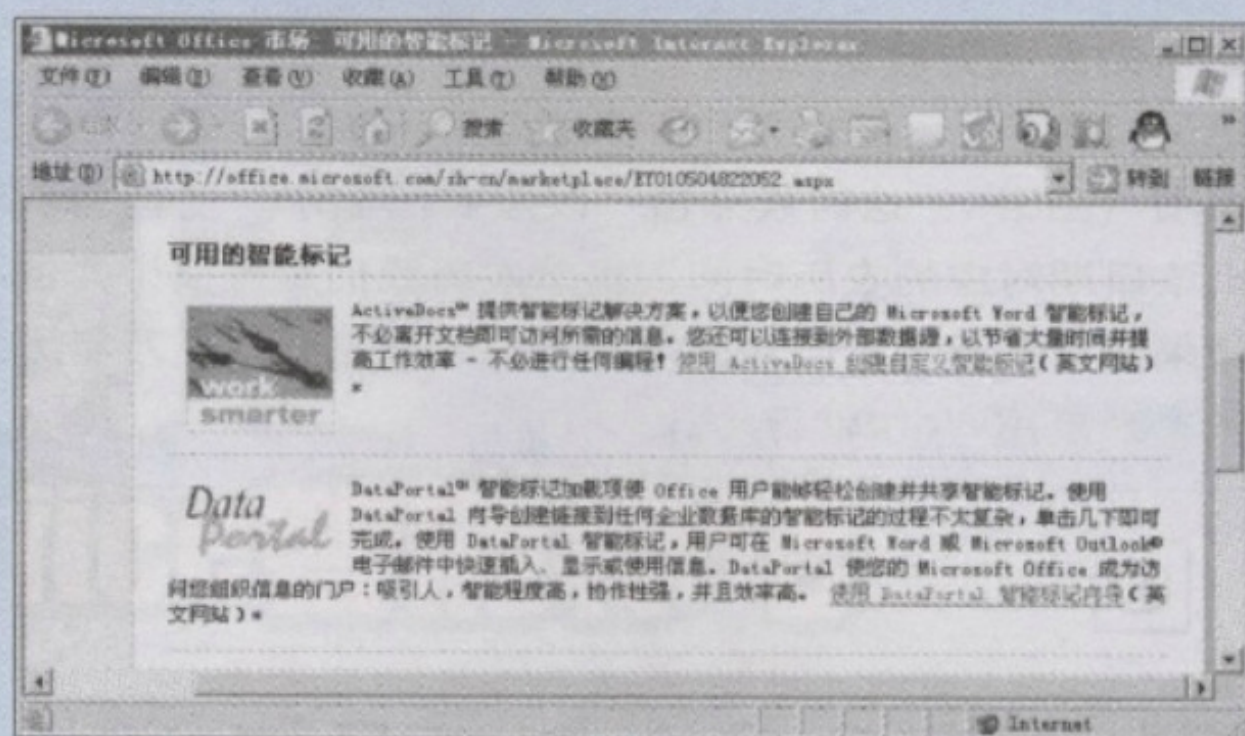 Microsoft Office 市场 可用的智能标记 - Microsoft Internet Explorer
文件(F) 编辑(E) 查看(V) 收藏(A) 工具(T) 帮助(H)
搜索 收藏夹
地址(D) http://office.microsoft.com/zh-cn/marketplace/EY010504822052.aspx 转到 链接
可用的智能标记
work
smarter
ActiveDocs™ 提供智能标记解决方案，以便您创建自己的 Microsoft Word 智能标记，
不必离开文档即可访问所需的信息。您还可以连接到外部数据源，以节省大量时间并提
高工作效率 - 不必进行任何编程！使用 ActiveDocs 创建自定义智能标记(英文网站)
。
Data
Portal
DataPortal™ 智能标记加载项使 Office 用户能够轻松创建并共享智能标记。使用
DataPortal 向导创建链接到任何企业数据库的智能标记的过程不太复杂，单击几下即可
完成。使用 DataPortal 智能标记，用户可在 Microsoft Word 或 Microsoft Outlook®
电子邮件中快速插入、显示或使用信息。DataPortal 使您的 Microsoft Office 成为访
问您组织信息的门户：吸引人，智能程度高，协作性强，并且效率高。 使用 DataPortal 智能标记向导(英
文网站)。
Internet